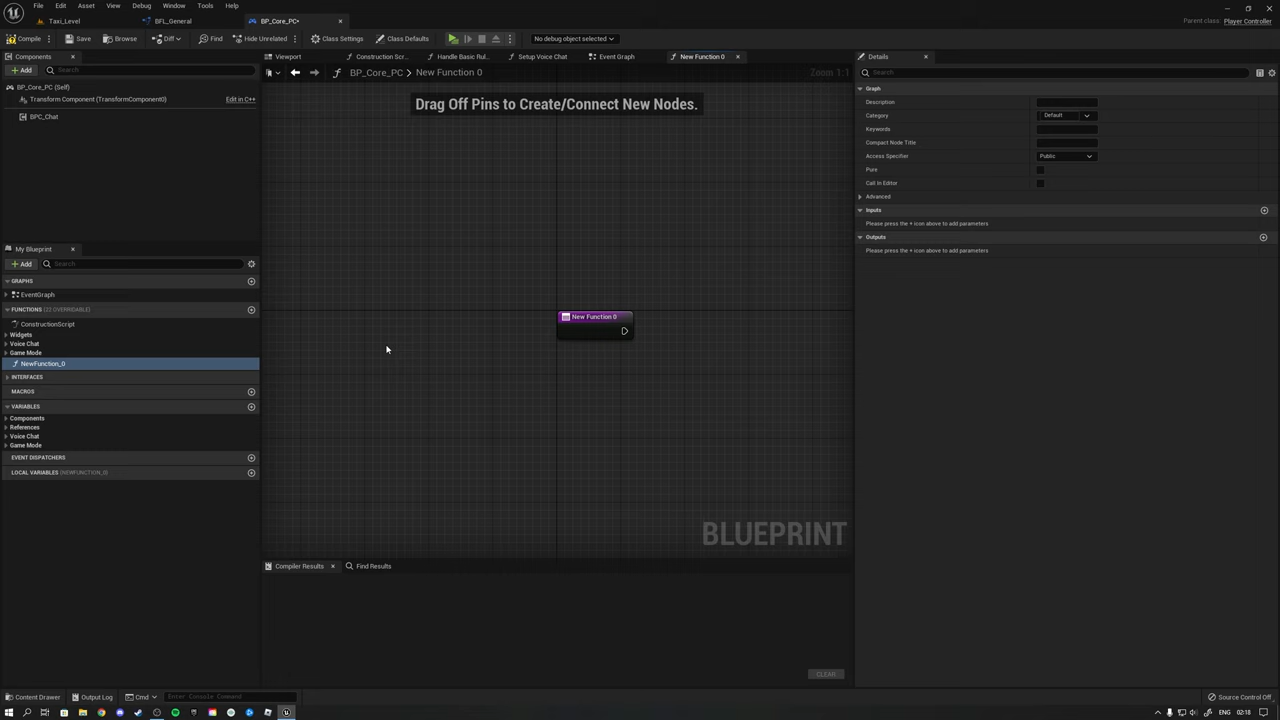 File Edit Asset View Debug Window Tools Help
Taxi_Level BFL_General BP_Core_PC•
Parent class: Player Controller
Compile Save Browse Diff Find Hide Unrelated Class Settings Class Defaults No debug object selected
Components
Add Search
BP_Core_PC (Self)
Transform Component (TransformComponent0) Edit in C++
BPC_Chat
My Blueprint
Add Search
GRAPHS
EventGraph
FUNCTIONS (22 OVERRIDABLE)
ConstructionScript
Widgets
Voice Chat
Game Mode
NewFunction_0
INTERFACES
MACROS
VARIABLES
Components
References
Voice Chat
Game Mode
EVENT DISPATCHERS
LOCAL VARIABLES (NEWFUNCTION_0)
Viewport Construction Scr... Handle Basic Rul... Setup Voice Chat Event Graph New Function 0
BP_Core_PC > New Function 0 Zoom 1:1
Drag Off Pins to Create/Connect New Nodes.
New Function 0
BLUEPRINT
Compiler Results Find Results
CLEAR
Details
Search
Graph
Description
Category Default
Keywords
Compact Node Title
Access Specifier Public
Pure
Call In Editor
Advanced
Inputs
Please press the + icon above to add parameters
Outputs
Please press the + icon above to add parameters
Content Drawer Output Log Cmd Enter Console Command Source Control Off
ENG 02:18